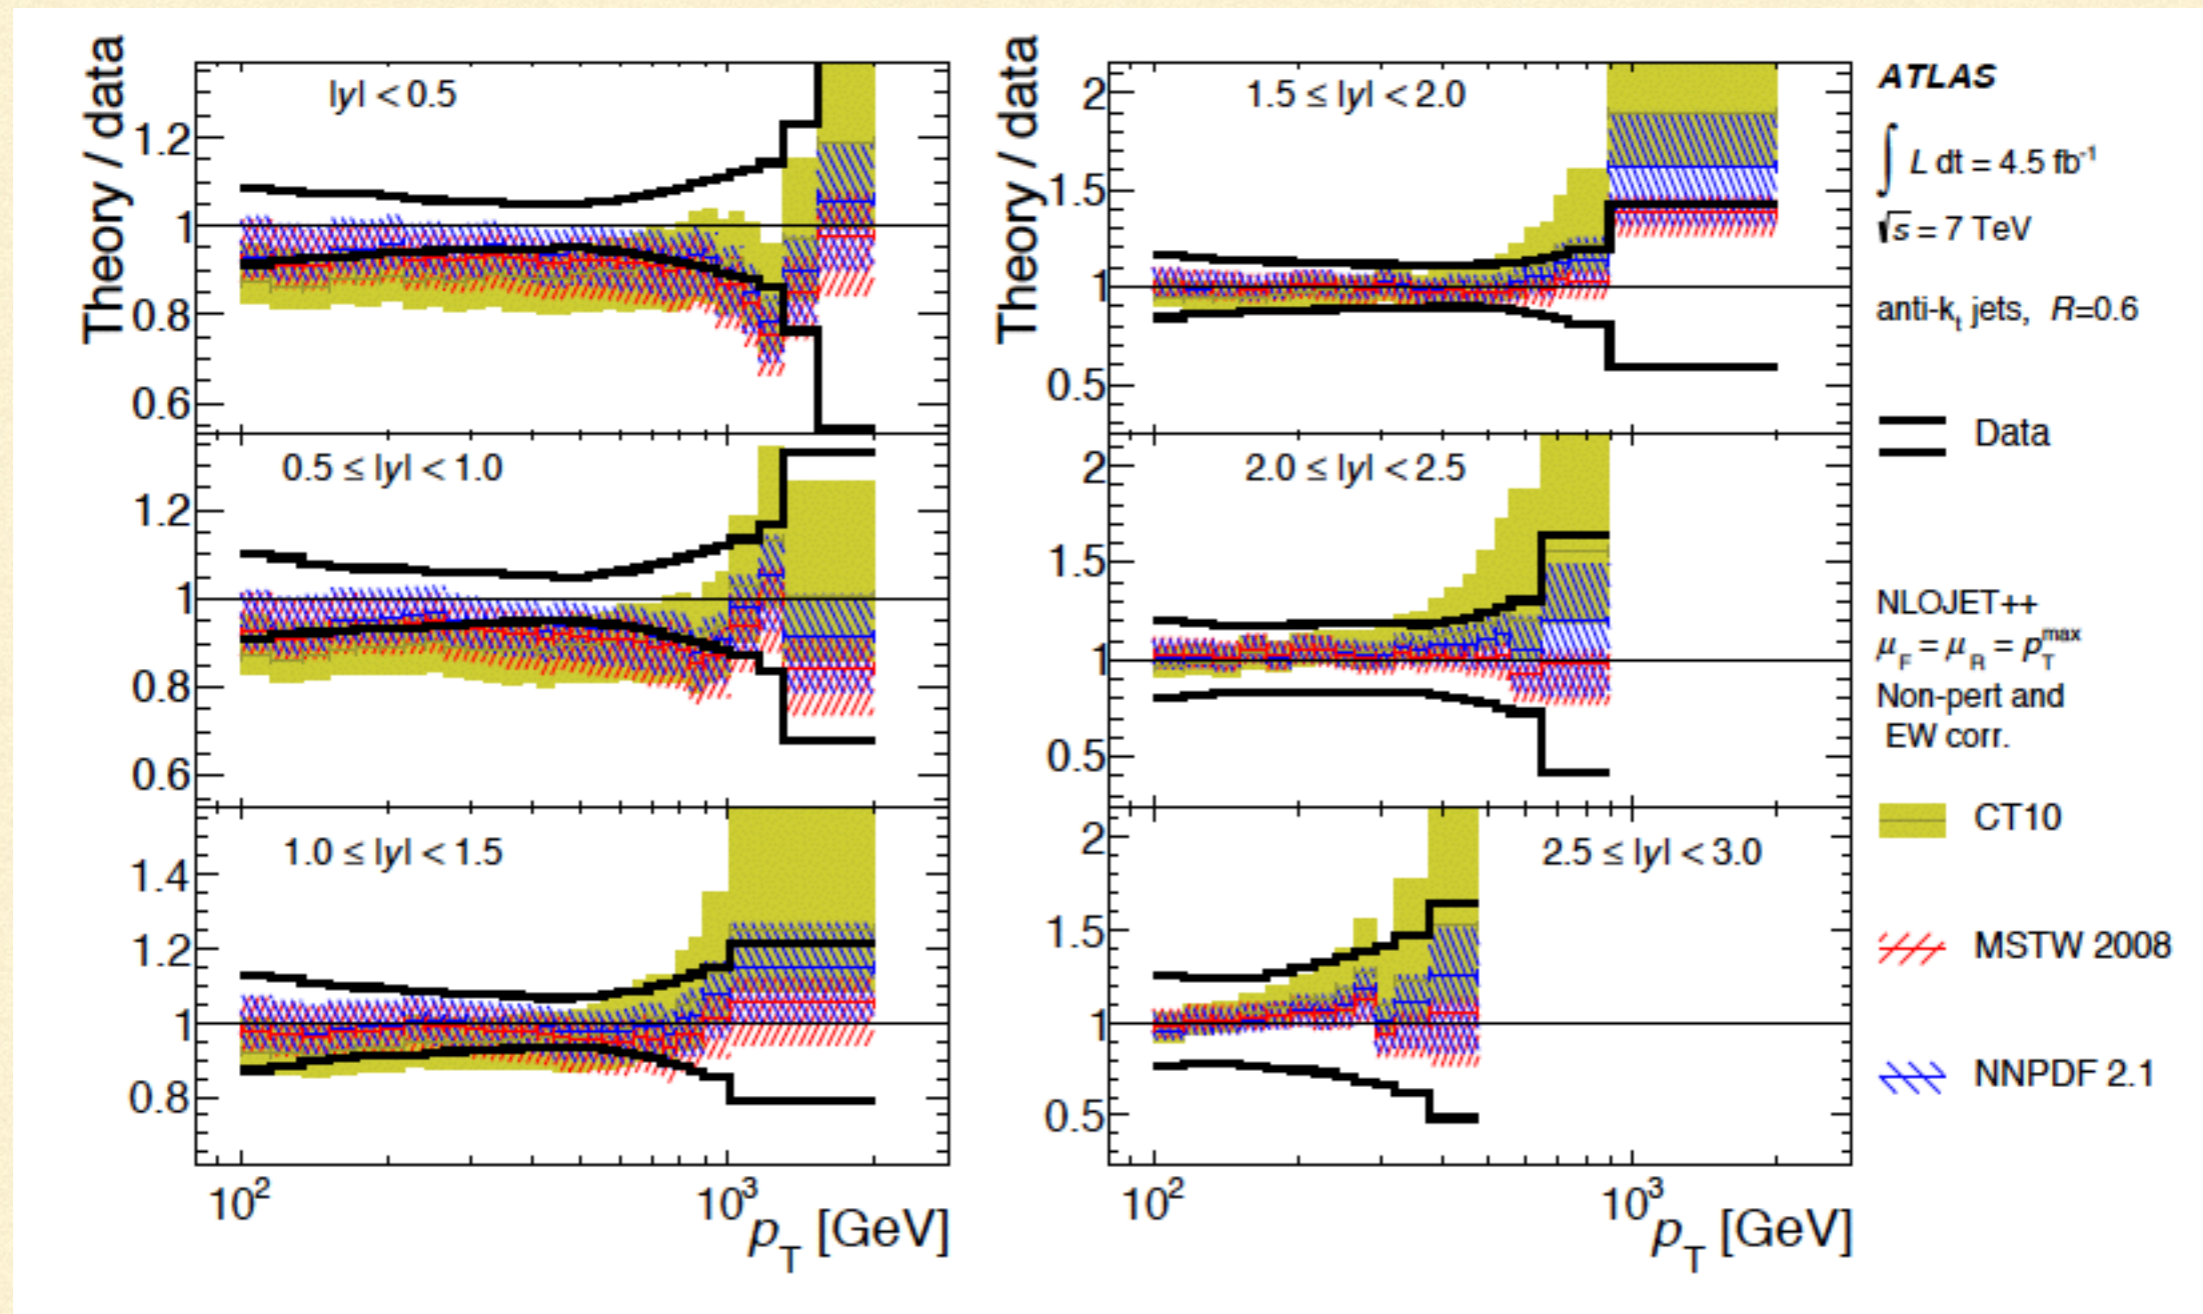 Theory / data
|y| < 0.5
1.2
1
0.8
0.6
0.5 ≤ |y| < 1.0
1.2
1
0.8
0.6
1.0 ≤ |y| < 1.5
1.4
1.2
1
0.8
10²
10³
p_T [GeV]
Theory / data
1.5 ≤ |y| < 2.0
2
1.5
1
0.5
2.0 ≤ |y| < 2.5
2
1.5
1
0.5
2.5 ≤ |y| < 3.0
2
1.5
1
0.5
10²
10³
p_T [GeV]
ATLAS
∫ L dt = 4.5 fb⁻¹
√s = 7 TeV
anti-k_t jets, R=0.6
Data
NLOJET++
μ_F = μ_R = p_T^max
Non-pert and
EW corr.
CT10
MSTW 2008
NNPDF 2.1